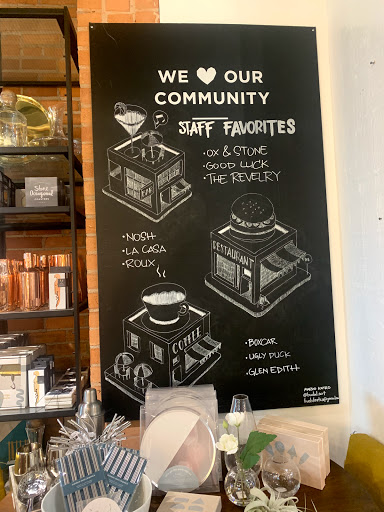 WE ♥ OUR
COMMUNITY
STAFF FAVORITES
• OX & STONE
• GOOD LUCK
• THE REVELRY
• NOSH
• LA CASA
• ROUX
RESTAURANT
COFFEE
• BOXCAR
• UGLY DUCK
• GLEN EDITH